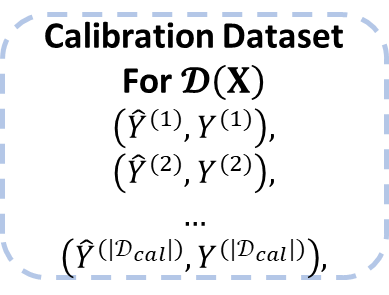 Calibration Dataset
For 𝓓(𝐗)
(Ŷ⁽¹⁾, Y⁽¹⁾),
(Ŷ⁽²⁾, Y⁽²⁾),
...
(Ŷ^(|𝒟_cal|), Y^(|𝒟_cal|)),